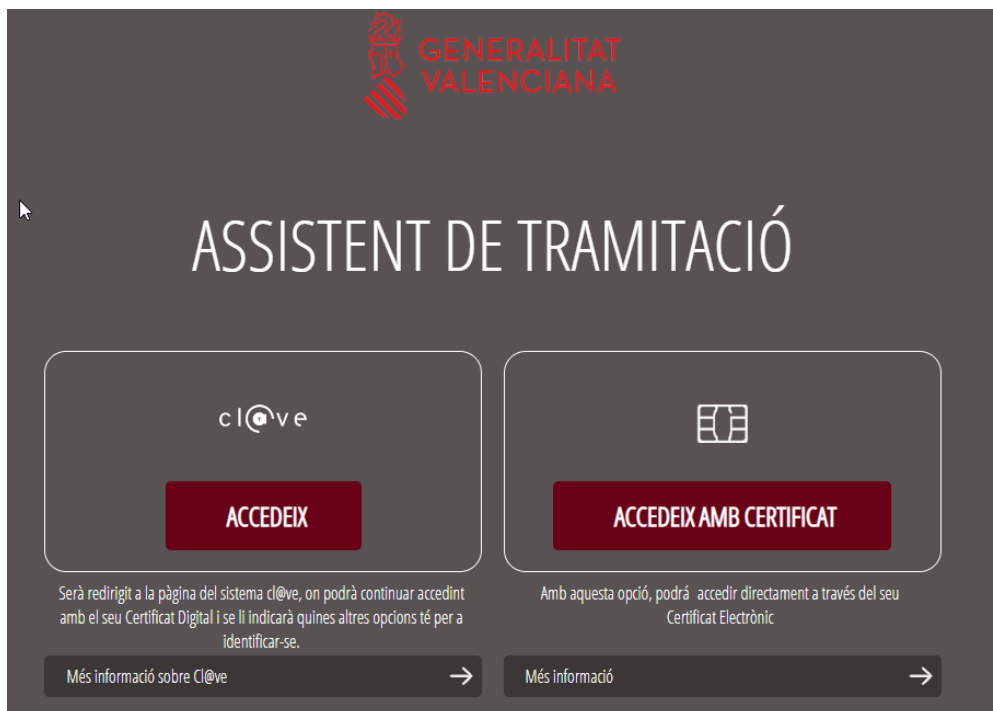 GENERALITAT
VALENCIANA
ASSISTENT DE TRAMITACIÓ
cl@ve
ACCEDEIX
Serà redirigit a la pàgina del sistema cl@ve, on podrà continuar accedint
amb el seu Certificat Digital i se li indicarà quines altres opcions té per a
identificar-se.
Més informació sobre Cl@ve
ACCEDEIX AMB CERTIFICAT
Amb aquesta opció, podrá accedir directament a través del seu
Certificat Electrònic
Més informació